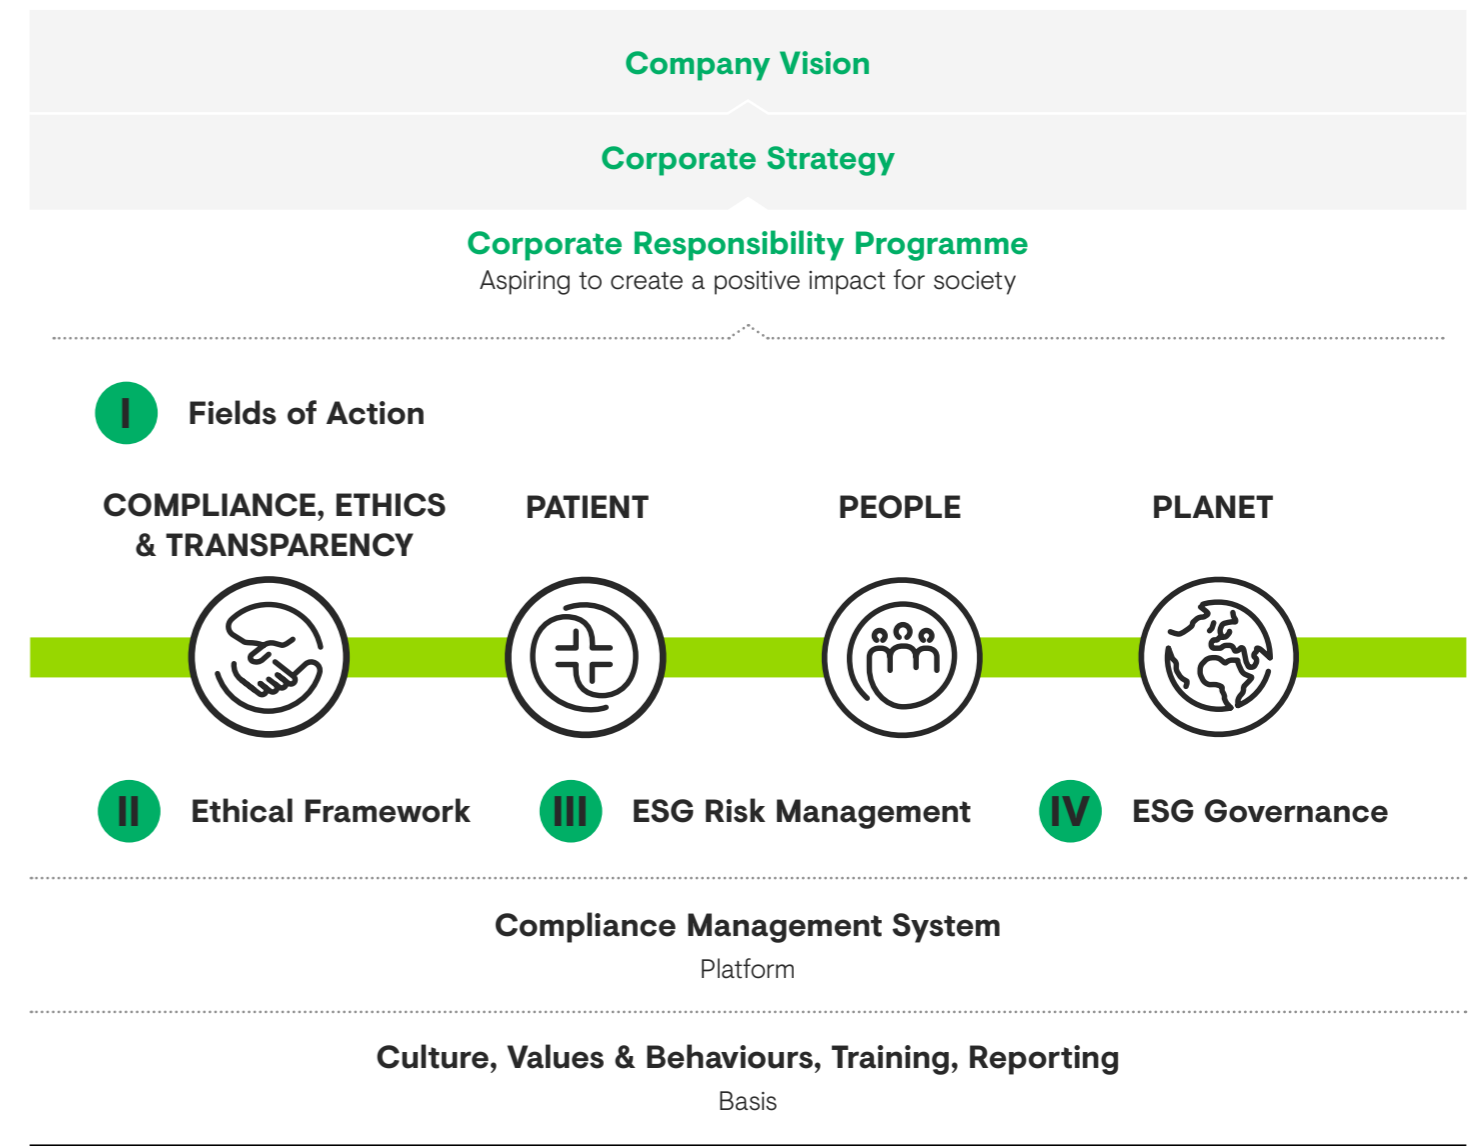 Company Vision
Corporate Strategy
Corporate Responsibility Programme
Aspiring to create a positive impact for society
I Fields of Action
COMPLIANCE, ETHICS
& TRANSPARENCY
PATIENT
PEOPLE
PLANET
II Ethical Framework
III ESG Risk Management
IV ESG Governance
Compliance Management System
Platform
Culture, Values & Behaviours, Training, Reporting
Basis